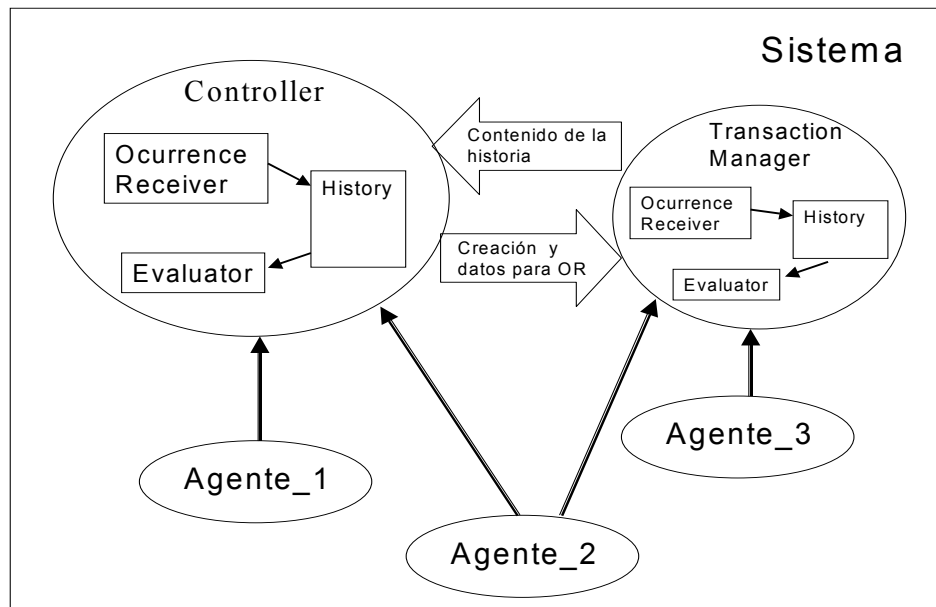 Sistema
Controller
Ocurrence
Receiver
History
Evaluator
Contenido de la
historia
Creación y
datos para OR
Transaction
Manager
Ocurrence
Receiver
History
Evaluator
Agente_1
Agente_2
Agente_3